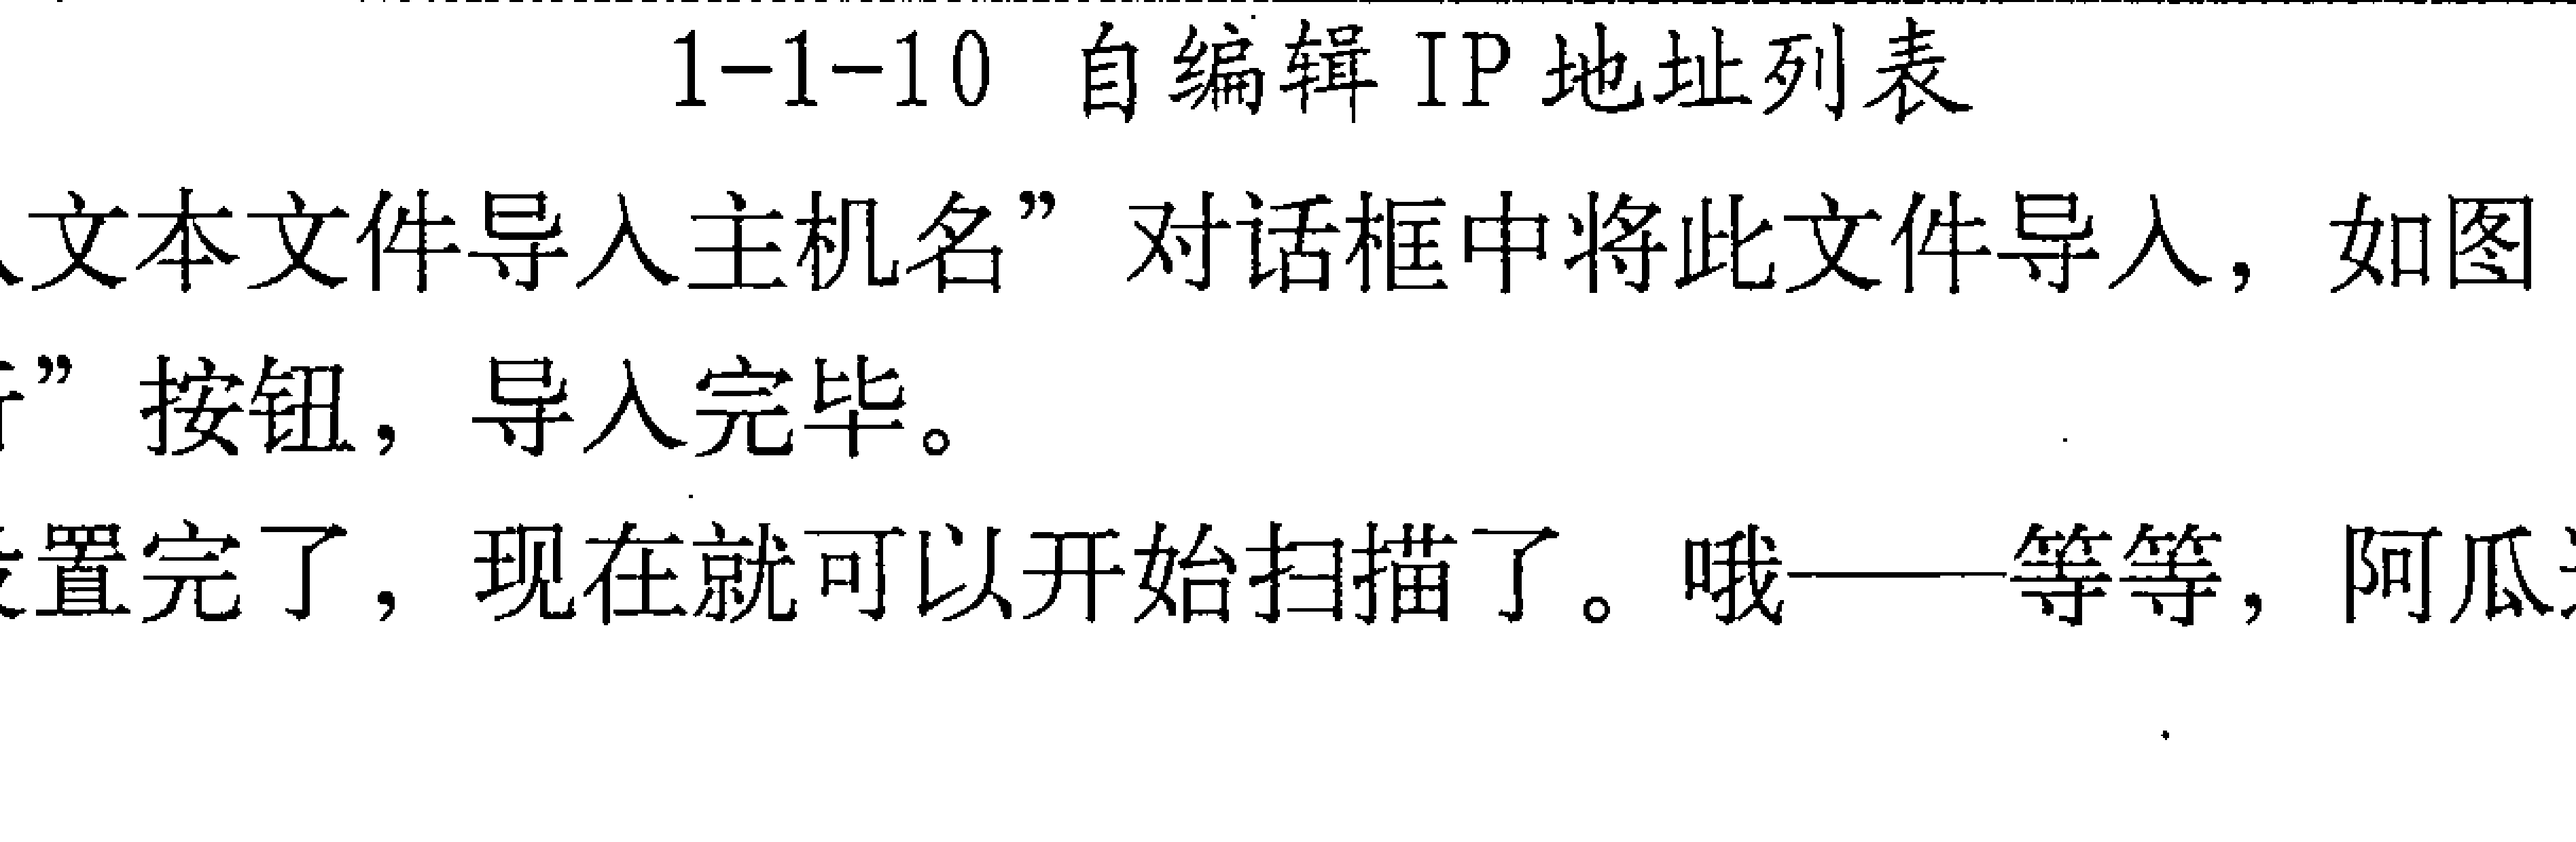 1-1-10 自编辑 IP 地址列表
文本文件导入主机名” 对话框中将此文件导入，如图
” 按钮，导入完毕。
置完了，现在就可以开始扫描了。哦——等等，阿瓜